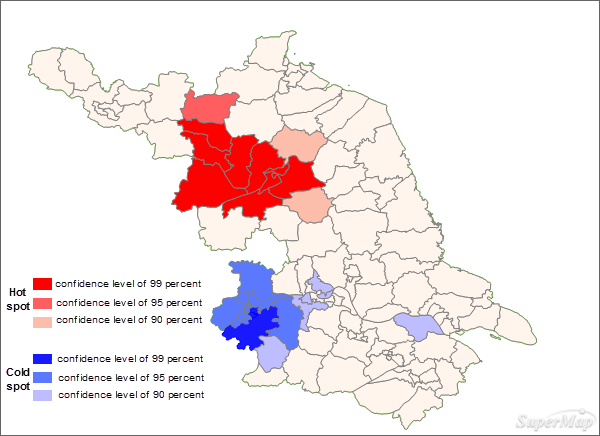 Hot spot
confidence level of 99 percent
confidence level of 95 percent
confidence level of 90 percent
Cold spot
confidence level of 99 percent
confidence level of 95 percent
confidence level of 90 percent
SuperMap